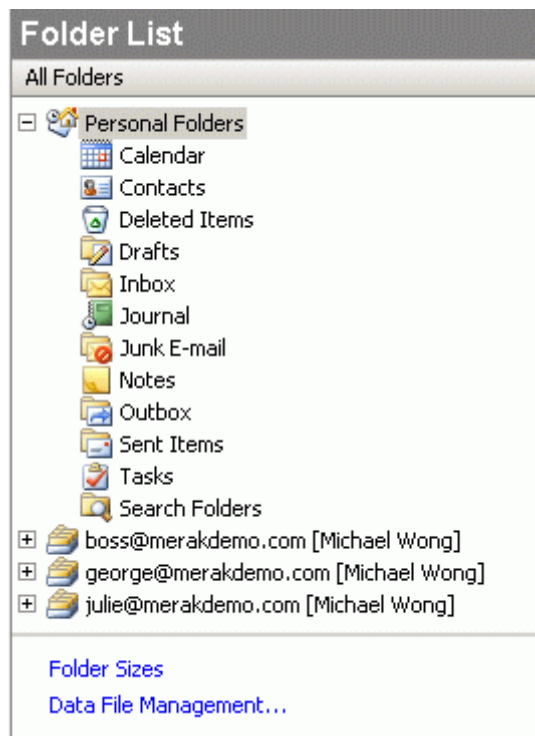 Folder List
All Folders
Personal Folders
Calendar
Contacts
Deleted Items
Drafts
Inbox
Journal
Junk E-mail
Notes
Outbox
Sent Items
Tasks
Search Folders
boss@merakdemo.com [Michael Wong]
george@merakdemo.com [Michael Wong]
julie@merakdemo.com [Michael Wong]
Folder Sizes
Data File Management...